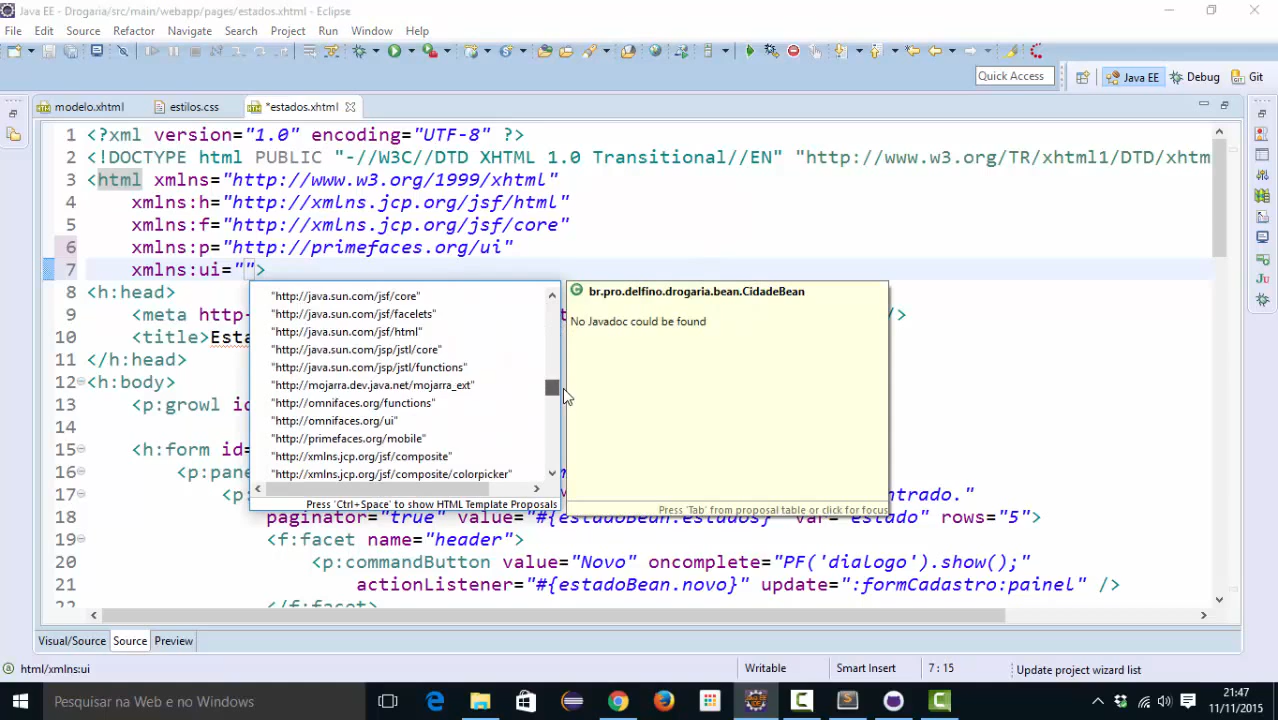 Java EE - Drogaria/src/main/webapp/pages/estados.xhtml - Eclipse
File Edit Source Refactor Navigate Search Project Run Window Help
Quick Access Java EE Debug Git
modelo.xhtml estilos.css *estados.xhtml
1 <?xml version="1.0" encoding="UTF-8" ?>
2 <!DOCTYPE html PUBLIC "-//W3C//DTD XHTML 1.0 Transitional//EN" "http://www.w3.org/TR/xhtml1/DTD/xhtm
3 <html xmlns="http://www.w3.org/1999/xhtml"
4 xmlns:h="http://xmlns.jcp.org/jsf/html"
5 xmlns:f="http://xmlns.jcp.org/jsf/core"
6 xmlns:p="http://primefaces.org/ui"
7 xmlns:ui="">
8 <h:head>
9 <meta http- />
10 <title>Esta
11 </h:head>
12 <h:body>
13 <p:growl id
14
15 <h:form id=
16 <p:pane
17 <p: ntrado."
18 paginator="true" value="#{estadoBean.estados}" var="estado" rows="5">
19 <f:facet name="header">
20 <p:commandButton value="Novo" oncomplete="PF('dialogo').show();"
21 actionListener="#{estadoBean.novo}" update=":formCadastro:painel" />
22 </f:facet>
"http://java.sun.com/jsf/core"
"http://java.sun.com/jsf/facelets"
"http://java.sun.com/jsf/html"
"http://java.sun.com/jsp/jstl/core"
"http://java.sun.com/jsp/jstl/functions"
"http://mojarra.dev.java.net/mojarra_ext"
"http://omnifaces.org/functions"
"http://omnifaces.org/ui"
"http://primefaces.org/mobile"
"http://xmlns.jcp.org/jsf/composite"
"http://xmlns.jcp.org/jsf/composite/colorpicker"
Press 'Ctrl+Space' to show HTML Template Proposals
br.pro.delfino.drogaria.bean.CidadeBean
No Javadoc could be found
Press 'Tab' from proposal table or click for focus
Visual/Source Source Preview
html/xmlns:ui Writable Smart Insert 7 : 15 Update project wizard list
Pesquisar na Web e no Windows
21:47
11/11/2015